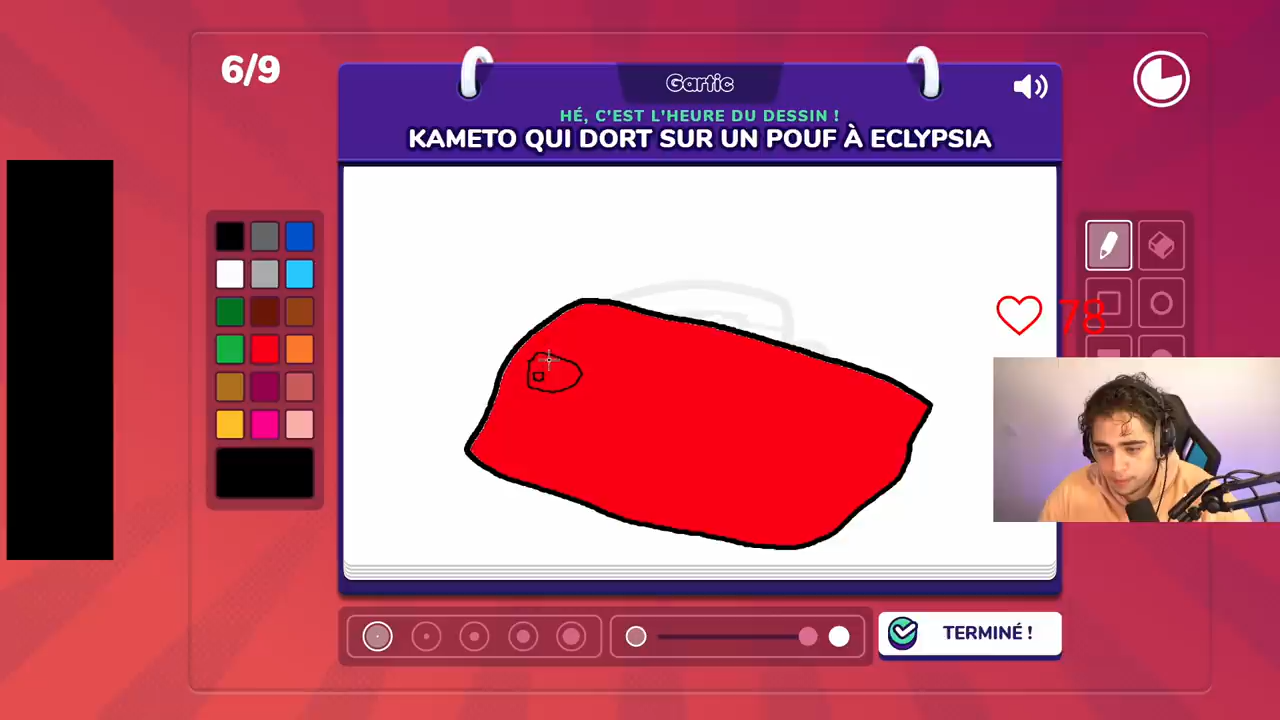 6/9
Gartic
HÉ, C'EST L'HEURE DU DESSIN !
KAMETO QUI DORT SUR UN POUF À ECLYPSIA
78
TERMINÉ !